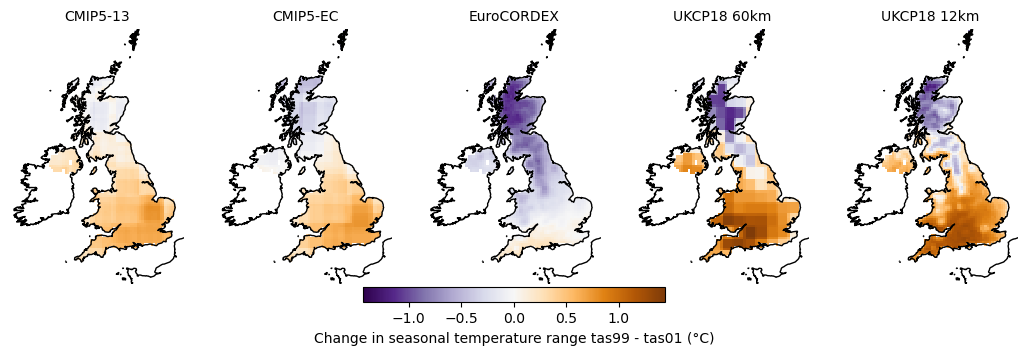 CMIP5-13 CMIP5-EC EuroCORDEX UKCP18 60km UKCP18 12km
−1.0 −0.5 0.0 0.5 1.0
Change in seasonal temperature range tas99 - tas01 (°C)